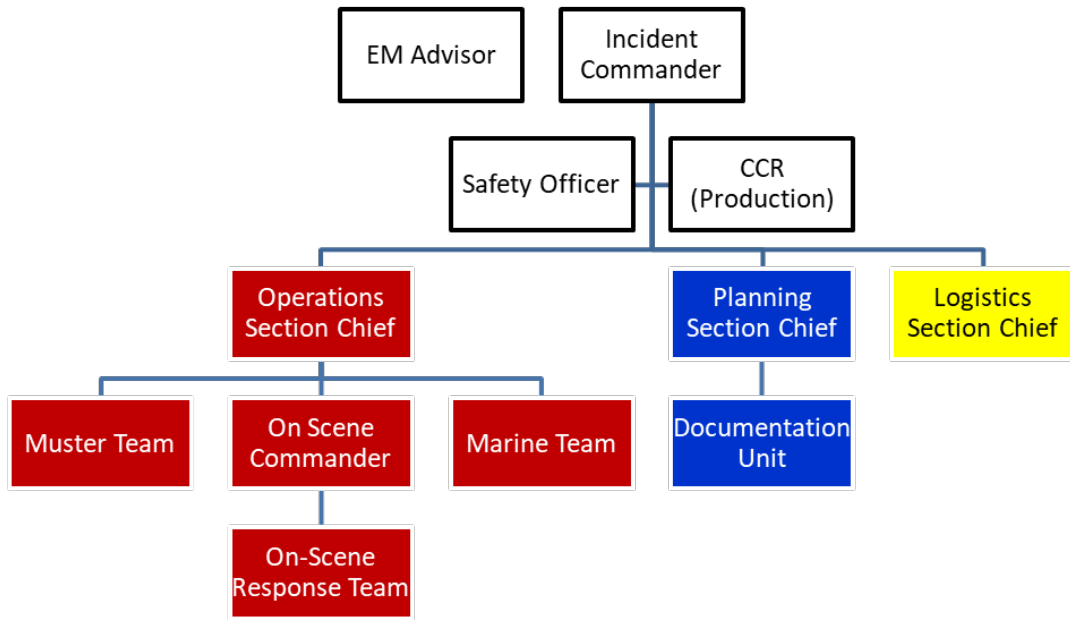 EM Advisor
Incident
Commander
Safety Officer
CCR
(Production)
Operations
Section Chief
Planning
Section Chief
Logistics
Section Chief
Muster Team
On Scene
Commander
Marine Team
Documentation
Unit
On-Scene
Response Team